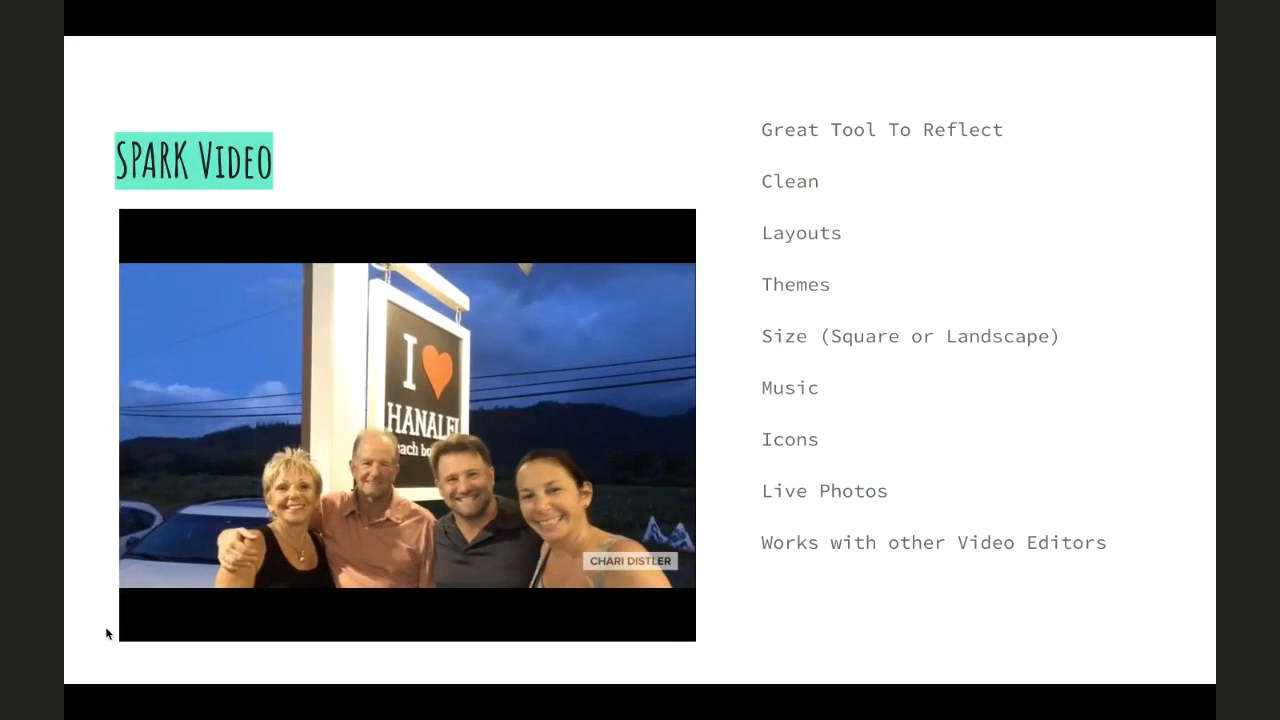 SPARK Video
I ❤
HANALEI
CHARI DISTLER
Great Tool To Reflect
Clean
Layouts
Themes
Size (Square or Landscape)
Music
Icons
Live Photos
Works with other Video Editors